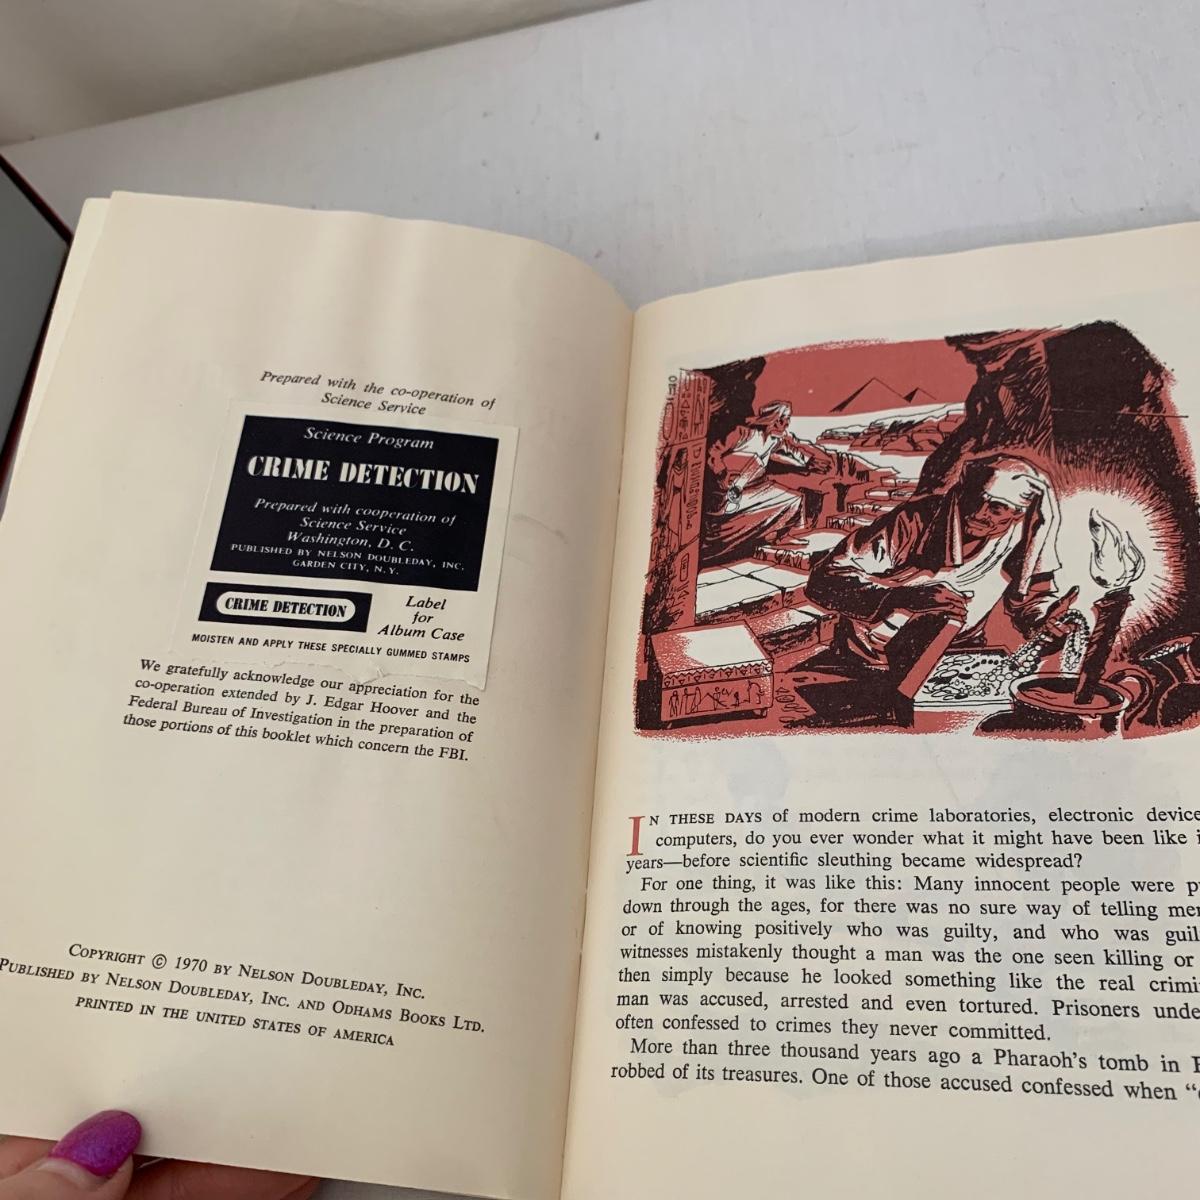 Prepared with the co-operation of
Science Service
Science Program
CRIME DETECTION
Prepared with cooperation of
Science Service
Washington, D. C.
PUBLISHED BY NELSON DOUBLEDAY, INC.
GARDEN CITY, N. Y.
CRIME DETECTION
Label
for
Album Case
MOISTEN AND APPLY THESE SPECIALLY GUMMED STAMPS
We gratefully acknowledge our appreciation for the
co-operation extended by J. Edgar Hoover and the
Federal Bureau of Investigation in the preparation of
those portions of this booklet which concern the FBI.
COPYRIGHT © 1970 BY NELSON DOUBLEDAY, INC.
PUBLISHED BY NELSON DOUBLEDAY, INC. AND ODHAMS BOOKS LTD.
PRINTED IN THE UNITED STATES OF AMERICA
IN THESE DAYS of modern crime laboratories, electronic device
computers, do you ever wonder what it might have been like i
years—before scientific sleuthing became widespread?
For one thing, it was like this: Many innocent people were p
down through the ages, for there was no sure way of telling me
or of knowing positively who was guilty, and who was guil
witnesses mistakenly thought a man was the one seen killing or
then simply because he looked something like the real crimi
man was accused, arrested and even tortured. Prisoners unde
often confessed to crimes they never committed.
More than three thousand years ago a Pharaoh's tomb in E
robbed of its treasures. One of those accused confessed when "